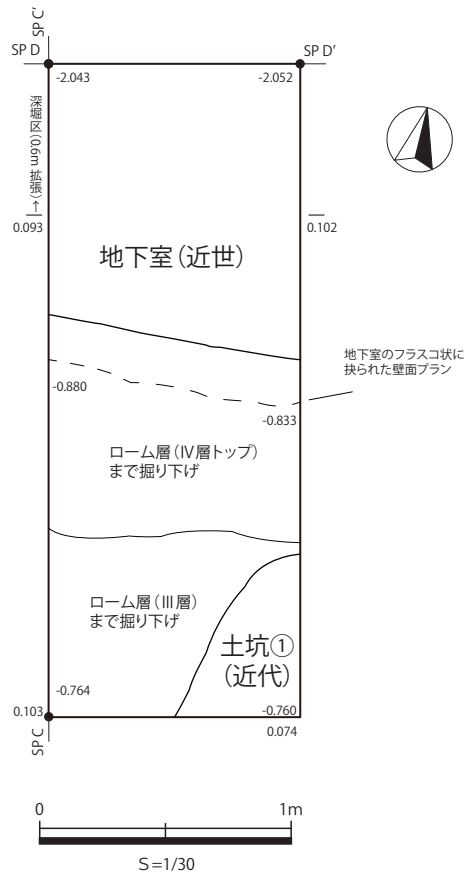 SP C’
SP D
SP D’
-2.043
-2.052
深堀区(0.6m 拡張)→
0.093
0.102
地下室(近世)
地下室のフラスコ状に
抉られた壁面プラン
-0.880
-0.833
ローム層(Ⅳ層トップ)
まで掘り下げ
ローム層(Ⅲ層)
まで掘り下げ
土坑①
(近代)
-0.764
-0.760
0.103
0.074
SP C
0
1m
S=1/30